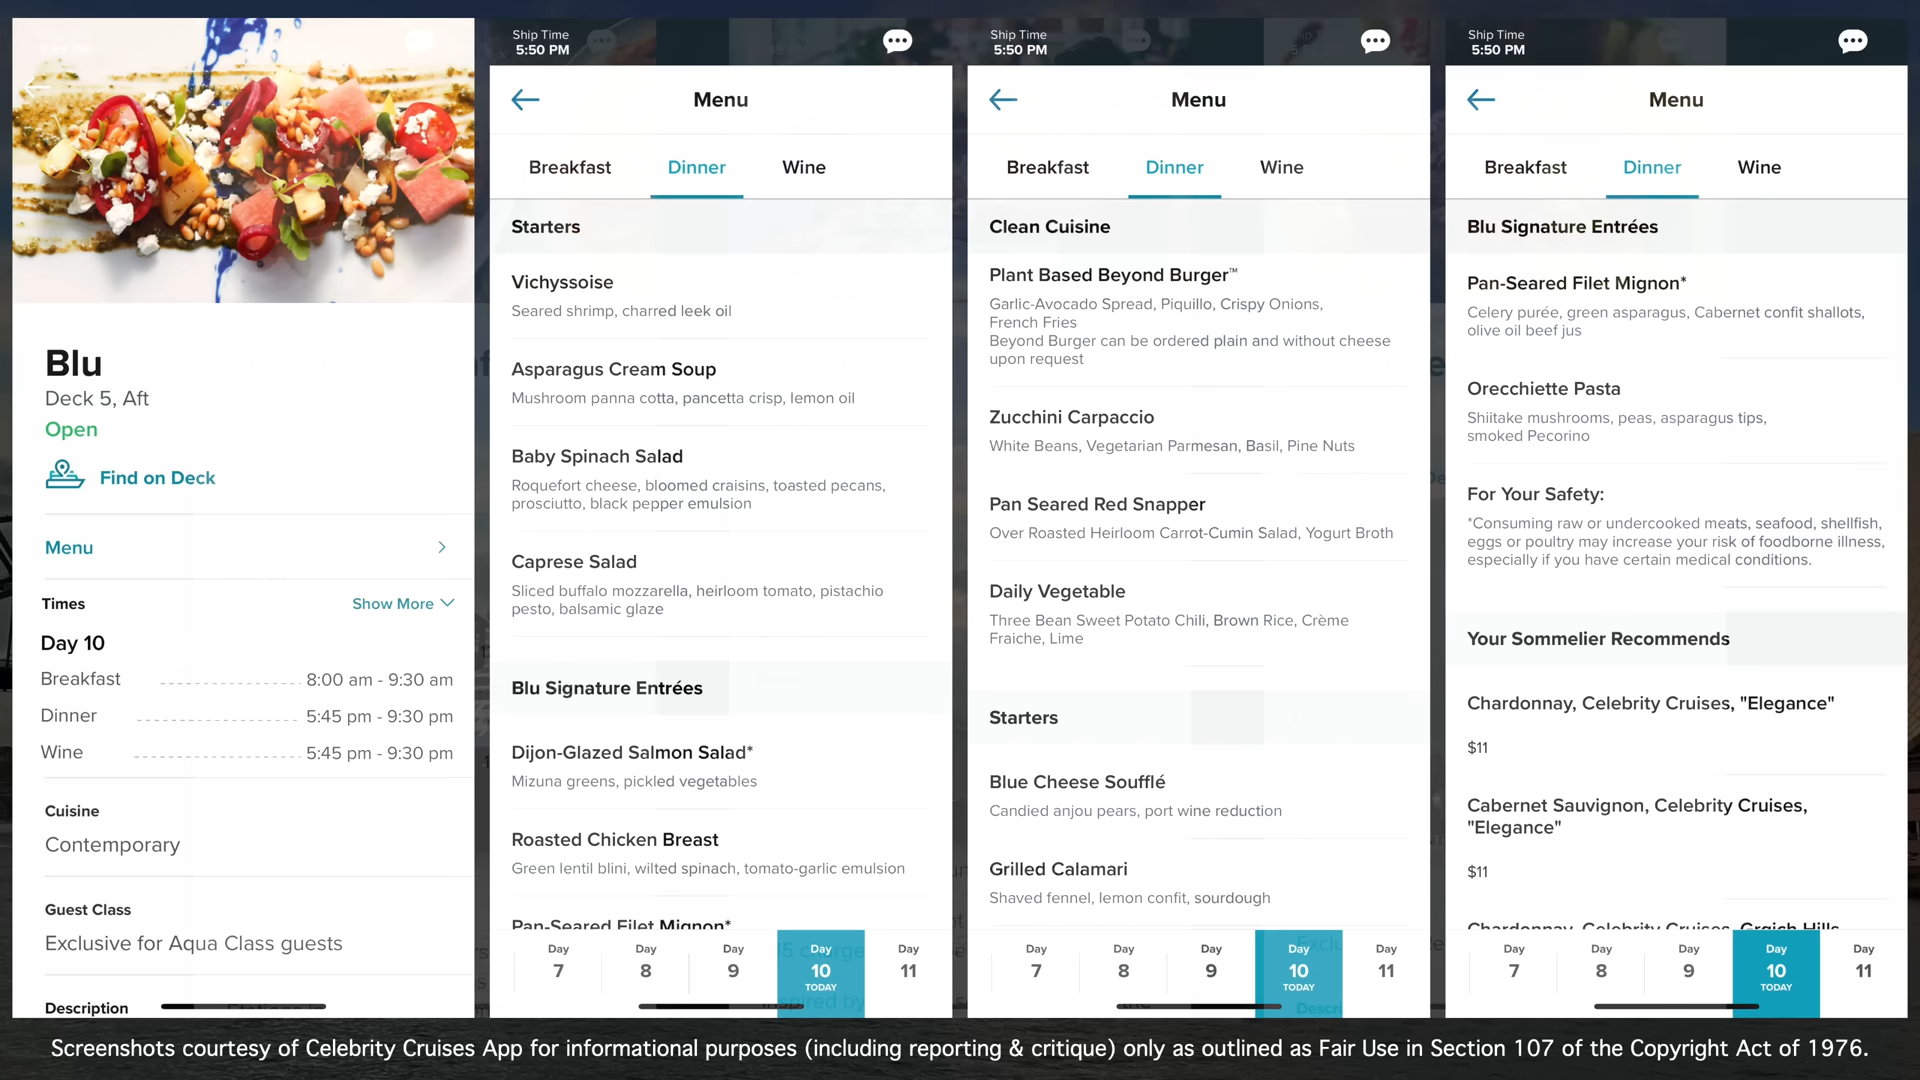 Blu
Deck 5, Aft
Open
Find on Deck
Menu
Times
Show More
Day 10
Breakfast 8:00 am - 9:30 am
Dinner 5:45 pm - 9:30 pm
Wine 5:45 pm - 9:30 pm
Cuisine
Contemporary
Guest Class
Exclusive for Aqua Class guests
Description
Ship Time
5:50 PM
Menu
Breakfast Dinner Wine
Starters
Vichyssoise
Seared shrimp, charred leek oil
Asparagus Cream Soup
Mushroom panna cotta, pancetta crisp, lemon oil
Baby Spinach Salad
Roquefort cheese, bloomed craisins, toasted pecans,
prosciutto, black pepper emulsion
Caprese Salad
Sliced buffalo mozzarella, heirloom tomato, pistachio
pesto, balsamic glaze
Blu Signature Entrées
Dijon-Glazed Salmon Salad*
Mizuna greens, pickled vegetables
Roasted Chicken Breast
Green lentil blini, wilted spinach, tomato-garlic emulsion
Pan-Seared Filet Mignon*
Day Day Day Day Day
7 8 9 10 11
TODAY
Ship Time
5:50 PM
Menu
Breakfast Dinner Wine
Clean Cuisine
Plant Based Beyond Burger™
Garlic-Avocado Spread, Piquillo, Crispy Onions,
French Fries
Beyond Burger can be ordered plain and without cheese
upon request
Zucchini Carpaccio
White Beans, Vegetarian Parmesan, Basil, Pine Nuts
Pan Seared Red Snapper
Over Roasted Heirloom Carrot-Cumin Salad, Yogurt Broth
Daily Vegetable
Three Bean Sweet Potato Chili, Brown Rice, Crème
Fraiche, Lime
Starters
Blue Cheese Soufflé
Candied anjou pears, port wine reduction
Grilled Calamari
Shaved fennel, lemon confit, sourdough
Day Day Day Day Day
7 8 9 10 11
TODAY
Ship Time
5:50 PM
Menu
Breakfast Dinner Wine
Blu Signature Entrées
Pan-Seared Filet Mignon*
Celery purée, green asparagus, Cabernet confit shallots,
olive oil beef jus
Orecchiette Pasta
Shiitake mushrooms, peas, asparagus tips,
smoked Pecorino
For Your Safety:
*Consuming raw or undercooked meats, seafood, shellfish,
eggs or poultry may increase your risk of foodborne illness,
especially if you have certain medical conditions.
Your Sommelier Recommends
Chardonnay, Celebrity Cruises, "Elegance"
$11
Cabernet Sauvignon, Celebrity Cruises,
"Elegance"
$11
Chardonnay, Celebrity Cruises, Grgich Hills
Day Day Day Day Day
7 8 9 10 11
TODAY
Screenshots courtesy of Celebrity Cruises App for informational purposes (including reporting & critique) only as outlined as Fair Use in Section 107 of the Copyright Act of 1976.